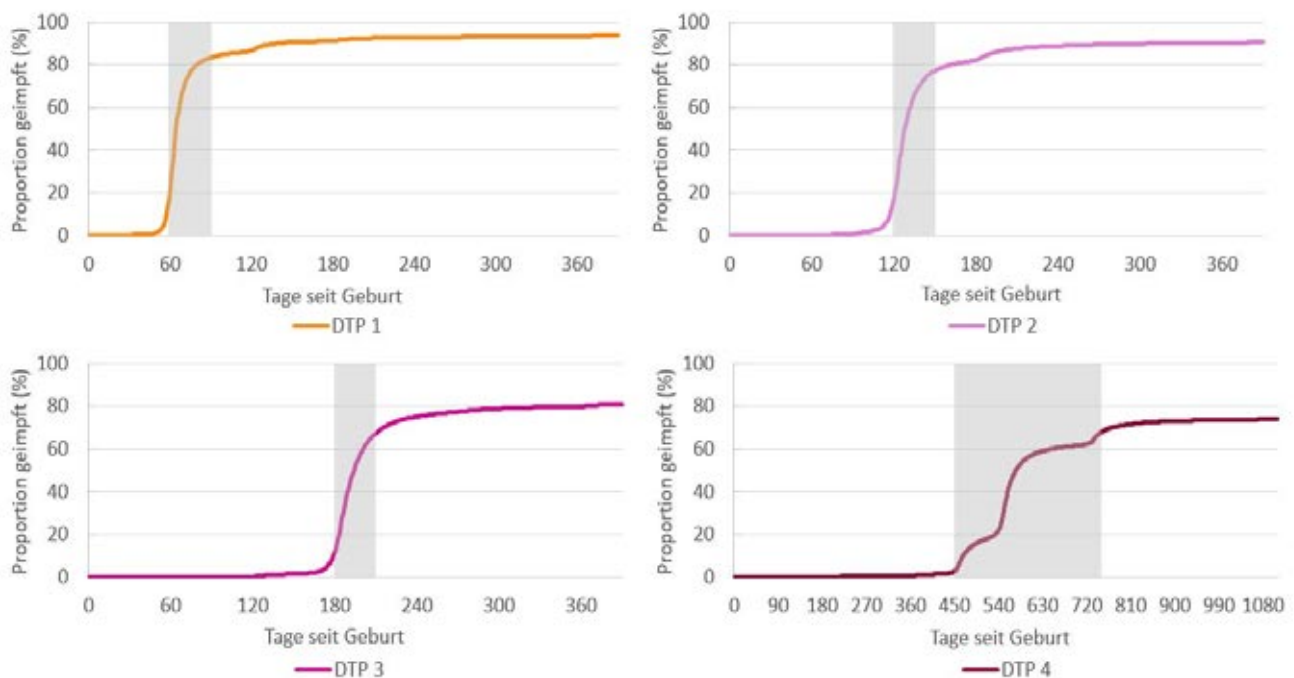 Proportion geimpft (%)
100
80
60
40
20
0
0 60 120 180 240 300 360
Tage seit Geburt
DTP 1
Proportion geimpft (%)
100
80
60
40
20
0
0 60 120 180 240 300 360
Tage seit Geburt
DTP 2
Proportion geimpft (%)
100
80
60
40
20
0
0 60 120 180 240 300 360
Tage seit Geburt
DTP 3
Proportion geimpft (%)
100
80
60
40
20
0
0 90 180 270 360 450 540 630 720 810 900 990 1080
Tage seit Geburt
DTP 4